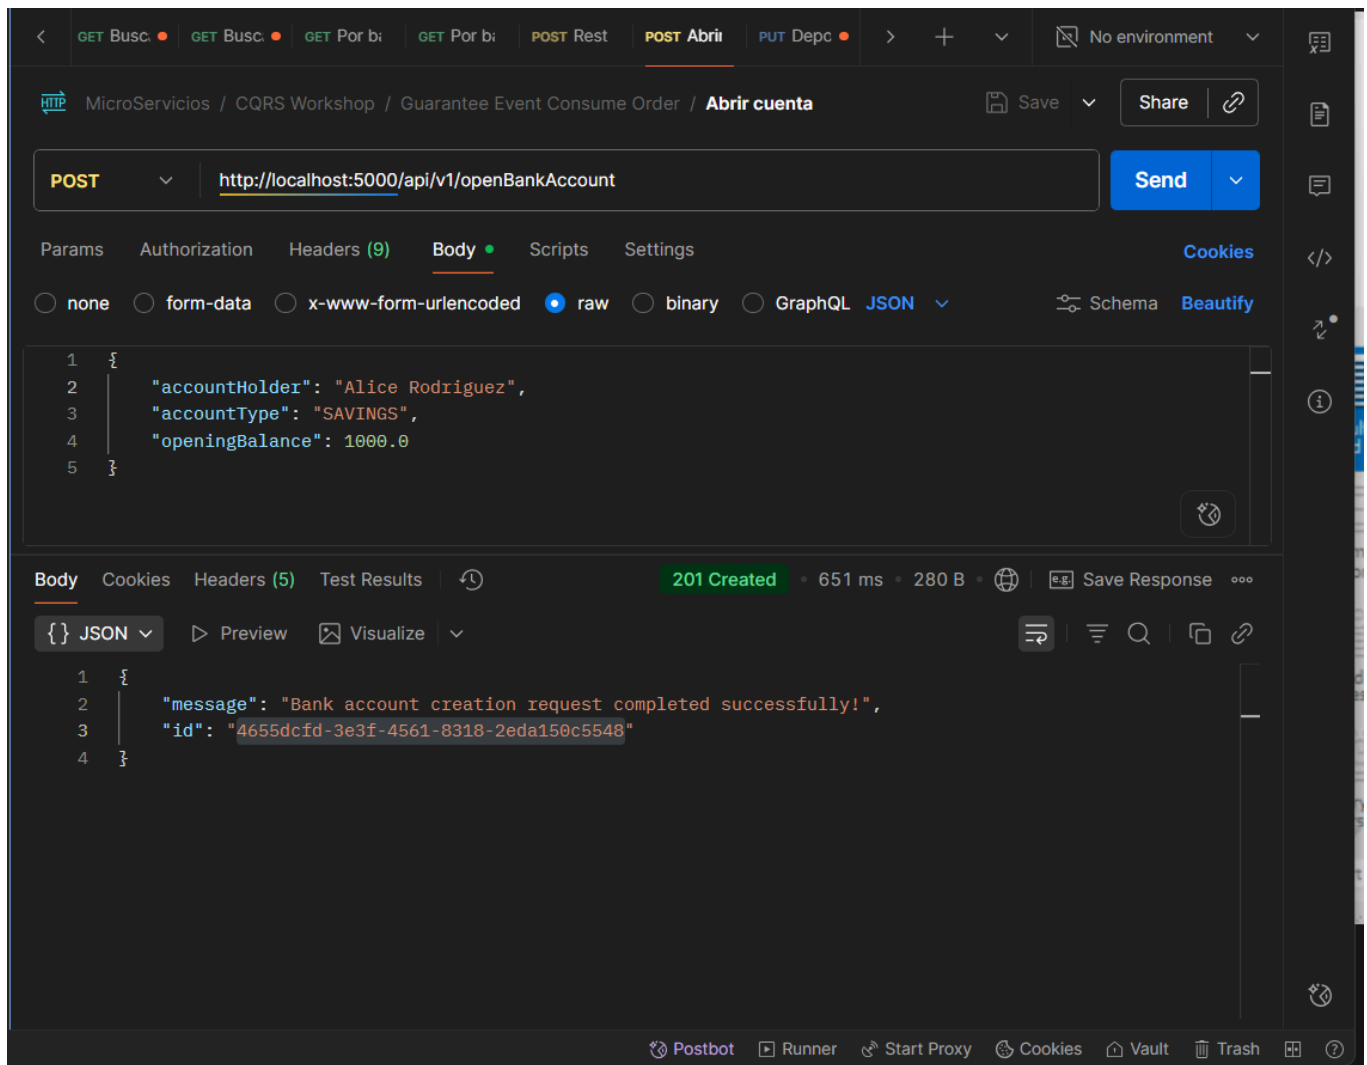 GET Busc
GET Busc
GET Por ba
GET Por ba
POST Rest
POST Abrir
PUT Depo
No environment
HTTP
MicroServicios / CQRS Workshop / Guarantee Event Consume Order / Abrir cuenta
Save
Share
POST
http://localhost:5000/api/v1/openBankAccount
Send
Params Authorization Headers (9) Body Scripts Settings
Cookies
none form-data x-www-form-urlencoded raw binary GraphQL JSON
Schema Beautify
1 {
2 "accountHolder": "Alice Rodriguez",
3 "accountType": "SAVINGS",
4 "openingBalance": 1000.0
5 }
Body Cookies Headers (5) Test Results
201 Created • 651 ms • 280 B
e.g. Save Response
{} JSON Preview Visualize
1 {
2 "message": "Bank account creation request completed successfully!",
3 "id": "4655dcfd-3e3f-4561-8318-2eda150c5548"
4 }
Postbot Runner Start Proxy Cookies Vault Trash